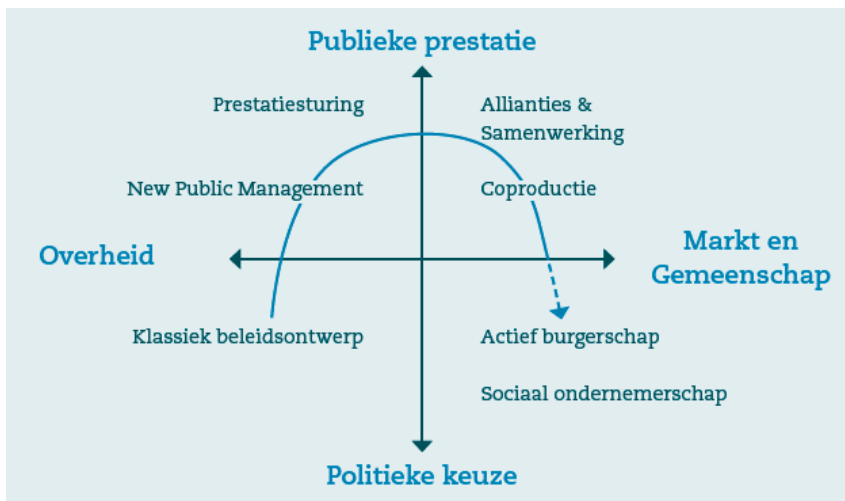 Publieke prestatie
Prestatiesturing
Allianties &
Samenwerking
New Public Management
Coproductie
Overheid
Markt en
Gemeenschap
Klassiek beleidsontwerp
Actief burgerschap
Sociaal ondernemerschap
Politieke keuze